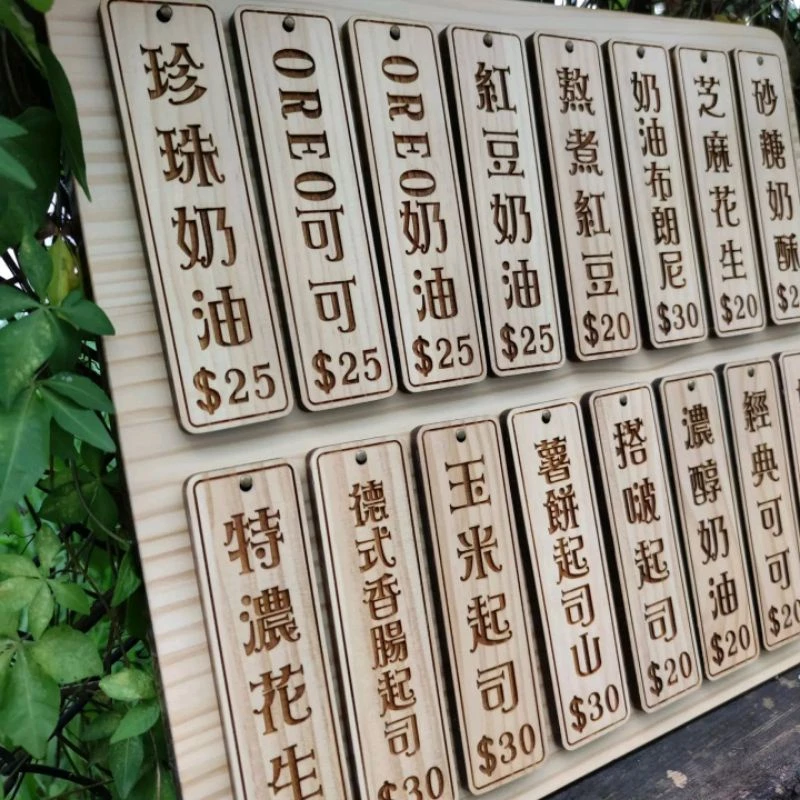 珍珠奶油
$25
OREO可可
$25
OREO奶油
$25
紅豆奶油
$25
熬煮紅豆
$20
奶油布朗尼
$30
芝麻花生
$20
砂糖奶酥
$2
特濃花生
德式香腸起司
$30
玉米起司
$30
薯餅起司山
$30
搭啵起司
$20
濃醇奶油
$20
經典可可
$20